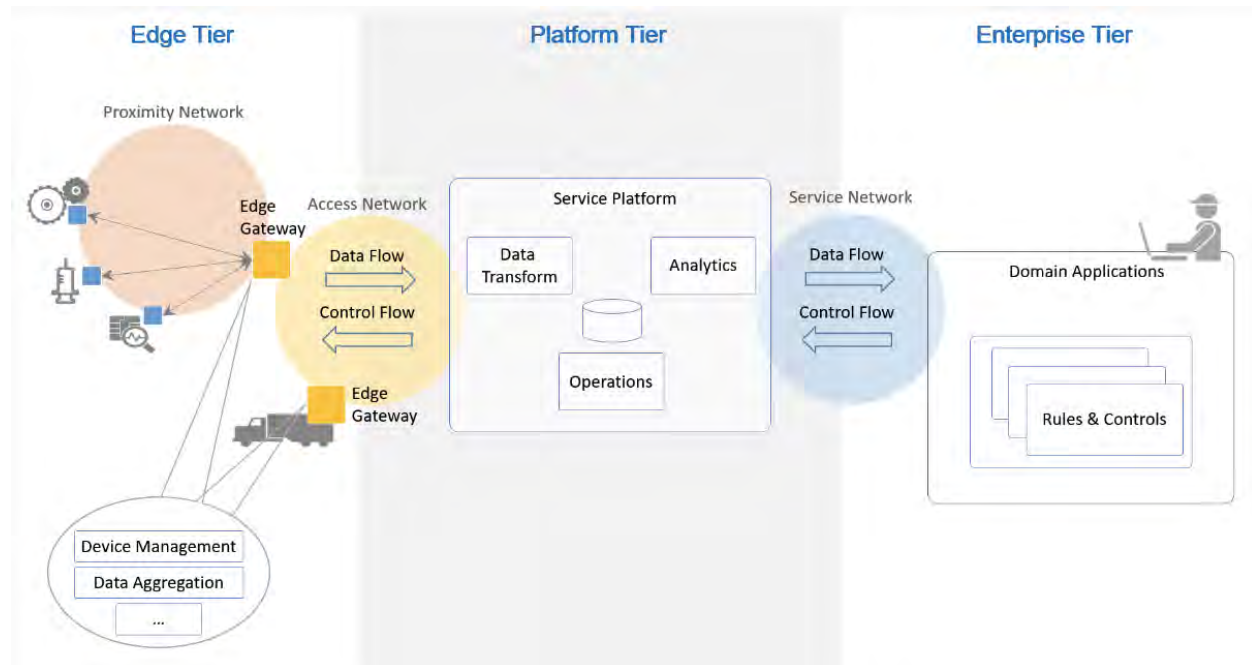 Edge Tier
Platform Tier
Enterprise Tier
Proximity Network
Edge
Gateway
Access Network
Data Flow
Control Flow
Edge
Gateway
Device Management
Data Aggregation
...
Service Platform
Data
Transform
Analytics
Operations
Service Network
Data Flow
Control Flow
Domain Applications
Rules & Controls